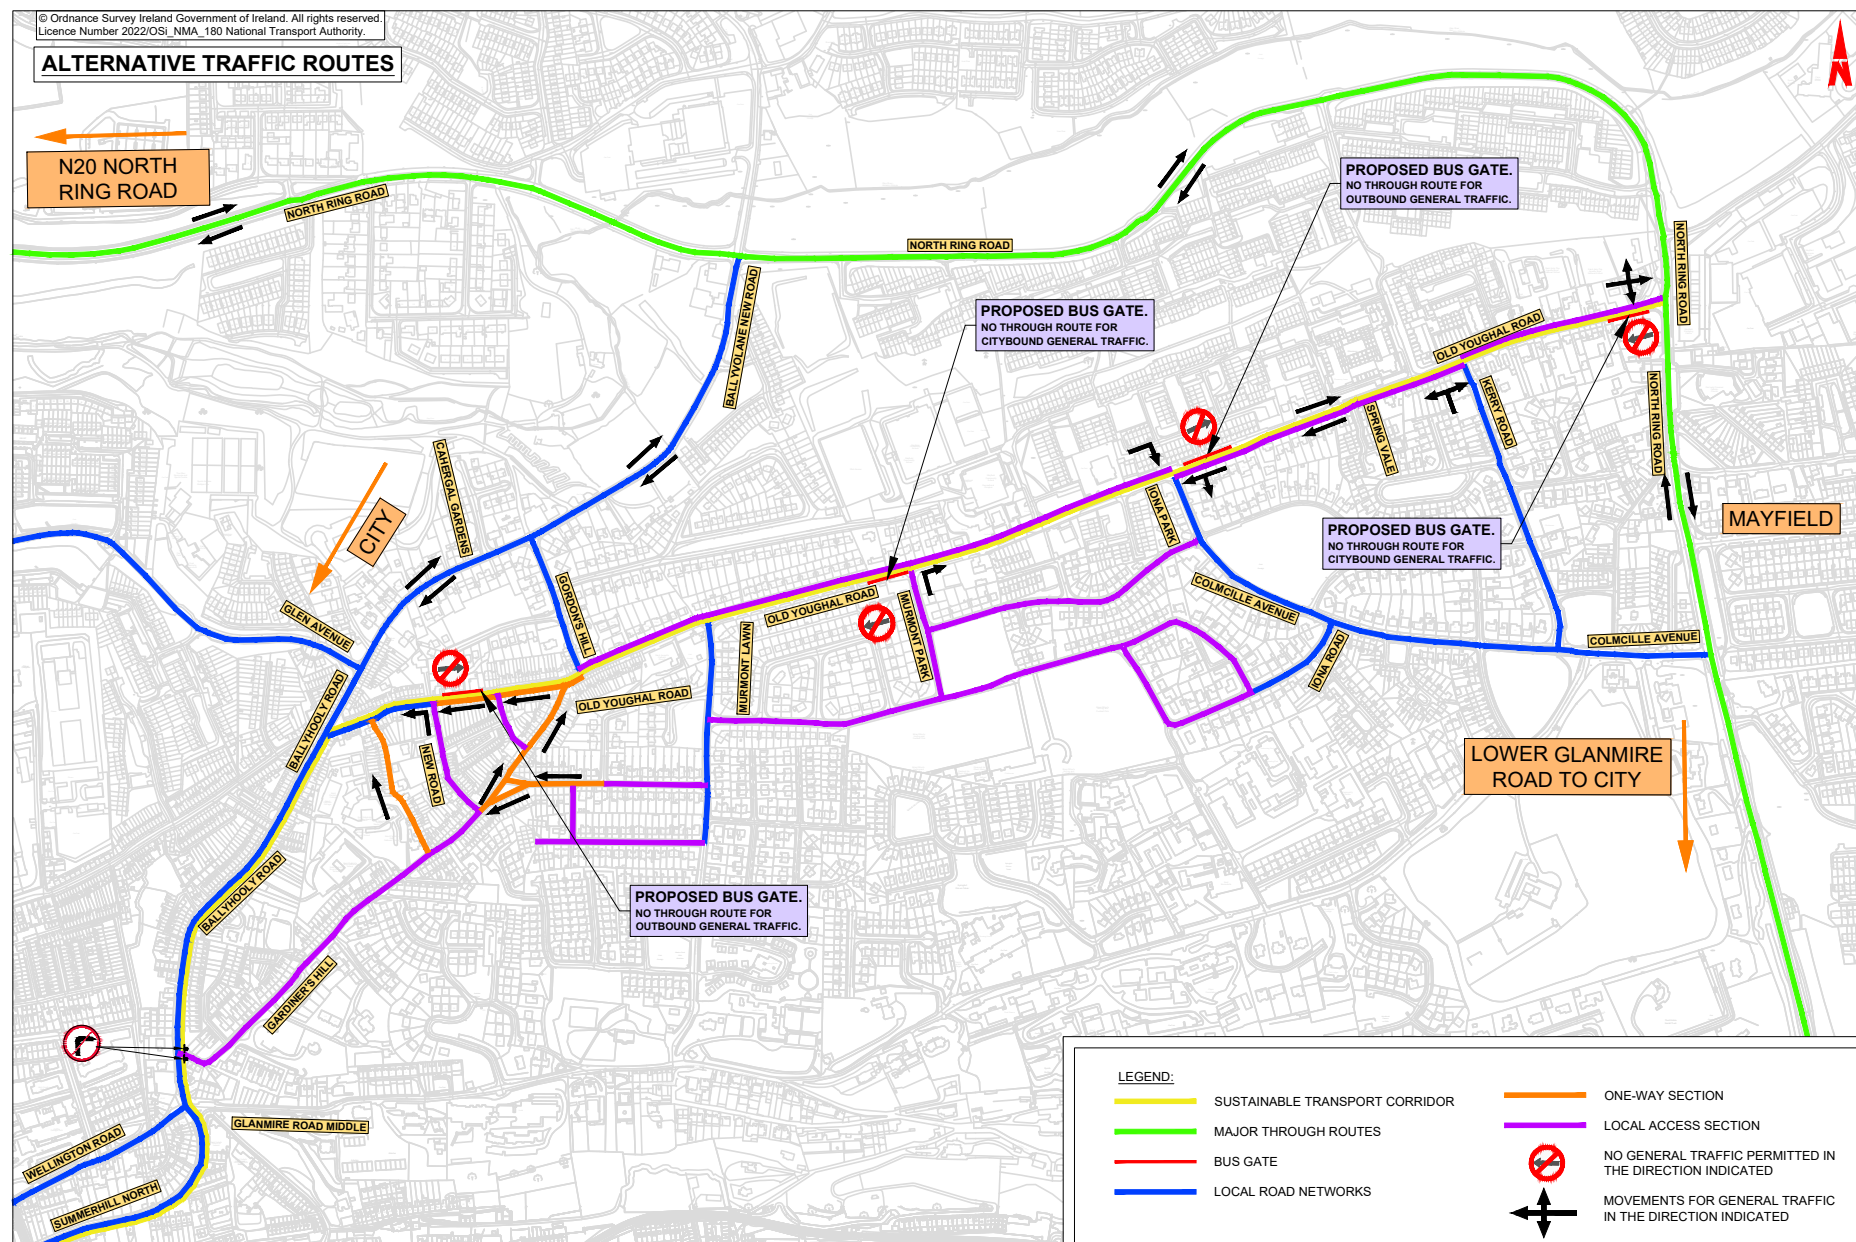 © Ordnance Survey Ireland Government of Ireland. All rights reserved.
Licence Number 2022/OSi_NMA_180 National Transport Authority.
ALTERNATIVE TRAFFIC ROUTES
N
N20 NORTH
RING ROAD
NORTH RING ROAD
NORTH RING ROAD
PROPOSED BUS GATE.
NO THROUGH ROUTE FOR
OUTBOUND GENERAL TRAFFIC.
NORTH RING ROAD
BALLYVOLANE NEW ROAD
PROPOSED BUS GATE.
NO THROUGH ROUTE FOR
CITYBOUND GENERAL TRAFFIC.
OLD YOUGHAL ROAD
KERRY ROAD
SPRING VALE
NORTH RING ROAD
CAHERGAL GARDENS
CITY
IONA PARK
PROPOSED BUS GATE.
NO THROUGH ROUTE FOR
CITYBOUND GENERAL TRAFFIC.
MAYFIELD
GLEN AVENUE
GORDON'S HILL
OLD YOUGHAL ROAD
MURMONT PARK
MURMONT LAWN
COLMCILLE AVENUE
COLMCILLE AVENUE
IONA ROAD
BALLYHOOLY ROAD
OLD YOUGHAL ROAD
NEW ROAD
LOWER GLANMIRE
ROAD TO CITY
BALLYHOOLY ROAD
PROPOSED BUS GATE.
NO THROUGH ROUTE FOR
OUTBOUND GENERAL TRAFFIC.
GARDINER'S HILL
GLANMIRE ROAD MIDDLE
WELLINGTON ROAD
SUMMERHILL NORTH
LEGEND:
SUSTAINABLE TRANSPORT CORRIDOR
MAJOR THROUGH ROUTES
BUS GATE
LOCAL ROAD NETWORKS
ONE-WAY SECTION
LOCAL ACCESS SECTION
NO GENERAL TRAFFIC PERMITTED IN
THE DIRECTION INDICATED
MOVEMENTS FOR GENERAL TRAFFIC
IN THE DIRECTION INDICATED